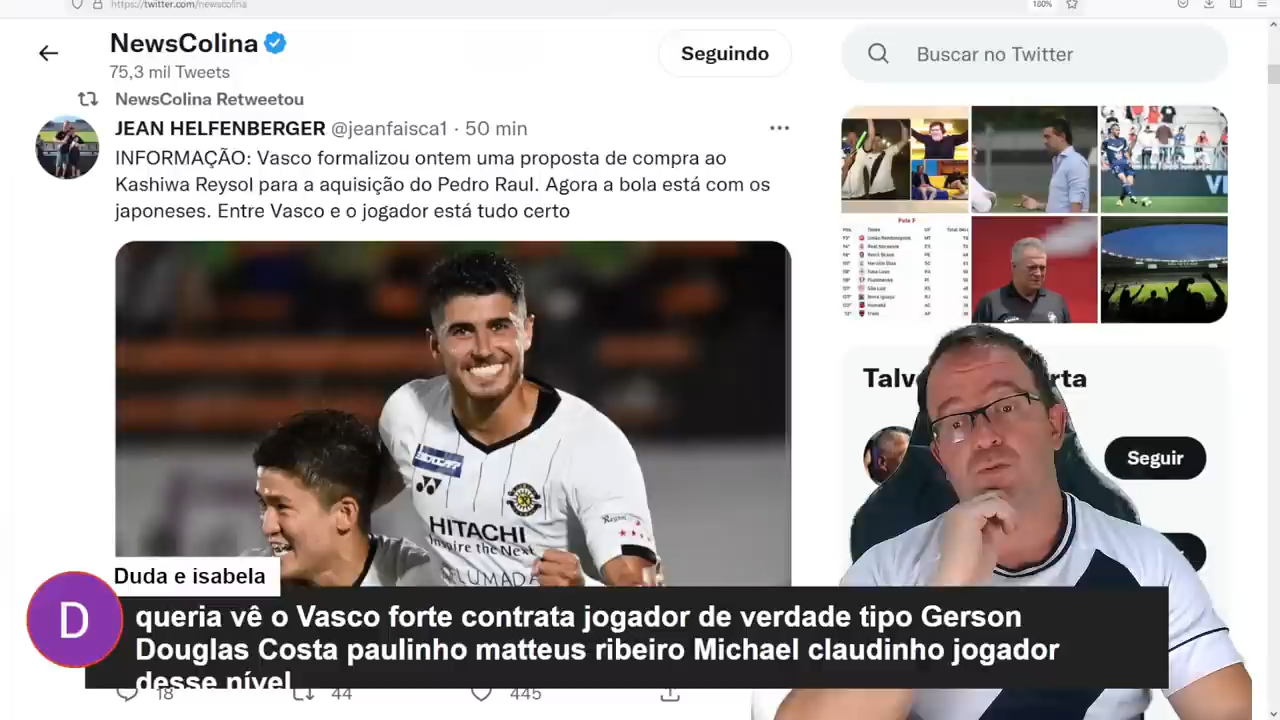 https://twitter.com/newscolina
180%
NewsColina
75,3 mil Tweets
Seguindo
Buscar no Twitter
NewsColina Retweetou
JEAN HELFENBERGER @jeanfaisca1 · 50 min
INFORMAÇÃO: Vasco formalizou ontem uma proposta de compra ao
Kashiwa Reysol para a aquisição do Pedro Raul. Agora a bola está com os
japoneses. Entre Vasco e o jogador está tudo certo
HITACHI
Inspire the Next
Talv
rta
Seguir
Duda e isabela
D
queria vê o Vasco forte contrata jogador de verdade tipo Gerson
Douglas Costa paulinho matteus ribeiro Michael claudinho jogador
desse nível
18
44
445